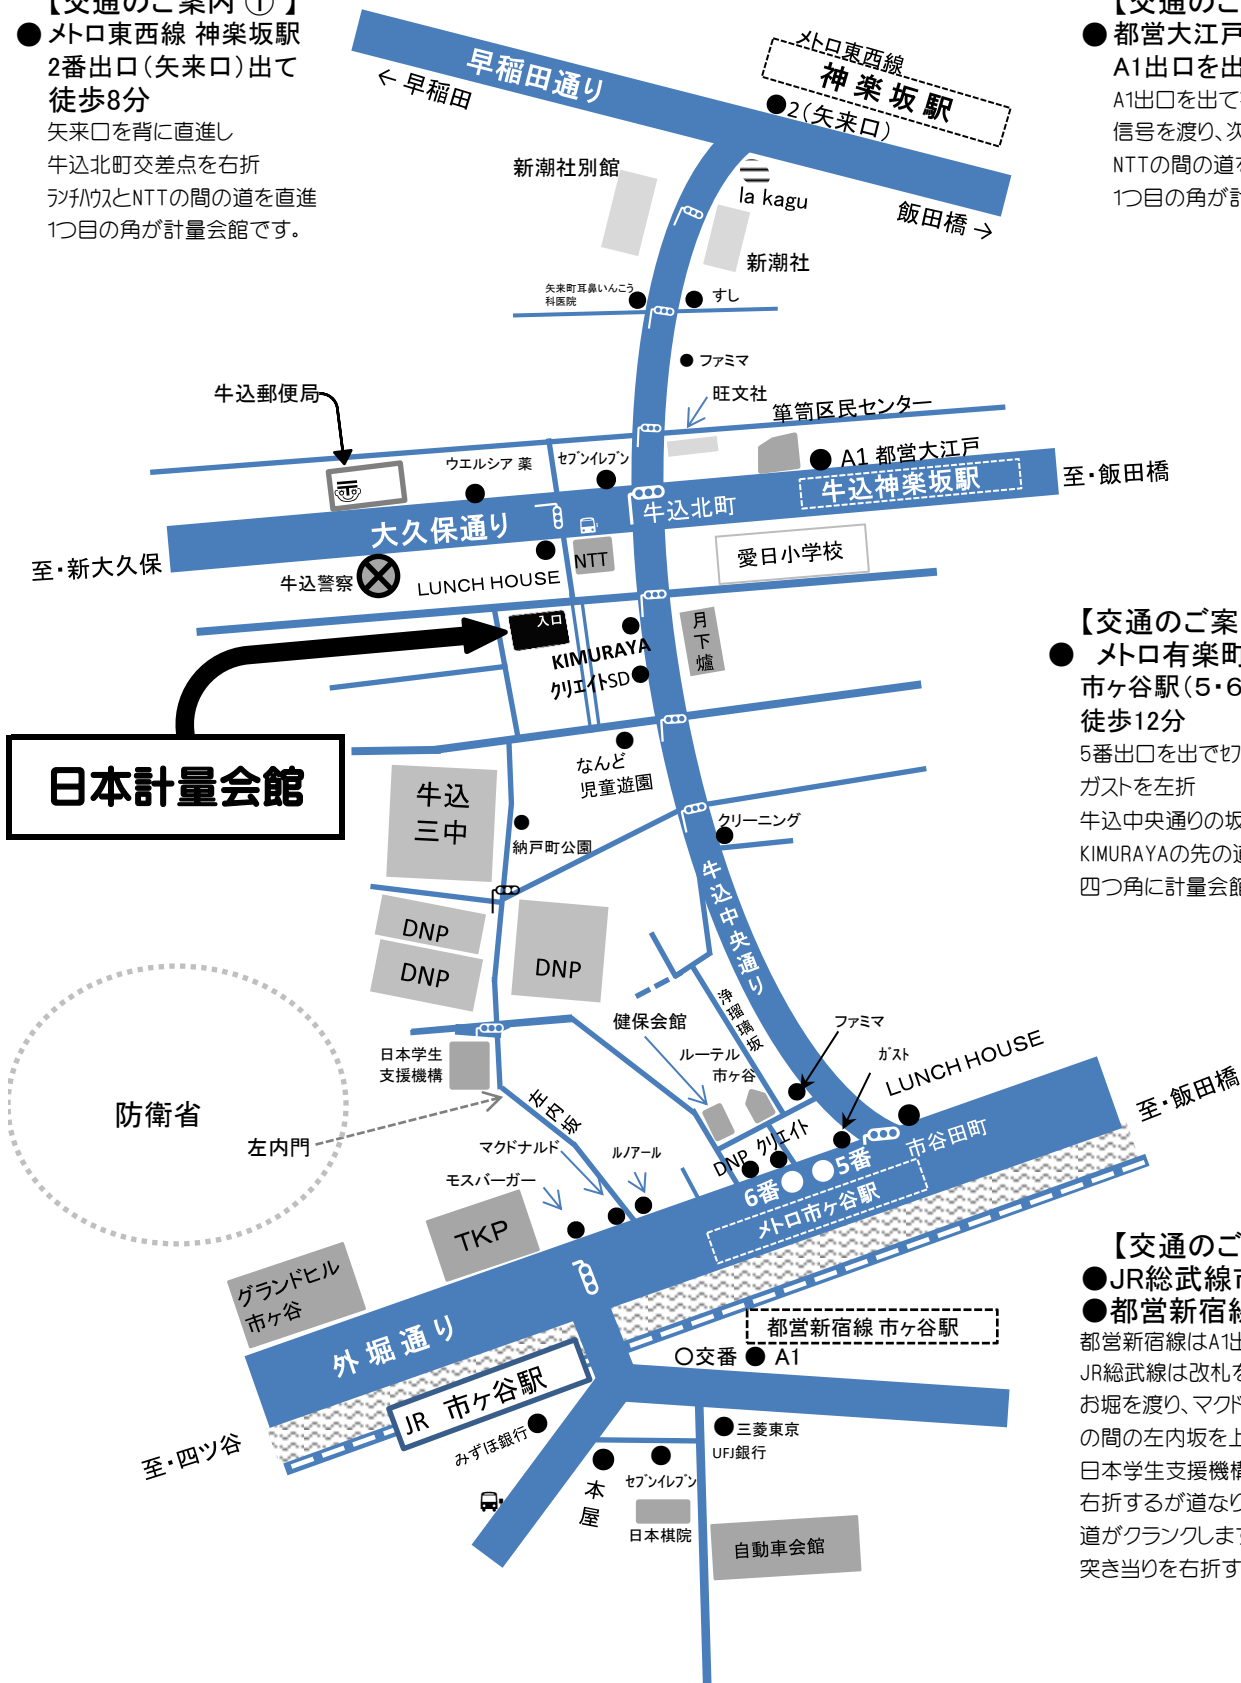 【交通のご案内 ① 】
● メトロ東西線 神楽坂駅
2番出口(矢来口)出て
徒歩8分
矢来口を背に直進し
牛込北町交差点を右折
ランチハウスとNTTの間の道を直進
1つ目の角が計量会館です。
早稲田通り
← 早稲田
メトロ東西線
神楽坂駅
2(矢来口)
飯田橋 →
新潮社別館
la kagu
新潮社
矢来町耳鼻いんこう
科医院
すし
ファミマ
旺文社
箪笥区民センター
牛込郵便局
ウエルシア 薬
セブンイレブン
A1 都営大江戸
牛込神楽坂駅
至・飯田橋
牛込北町
大久保通り
至・新大久保
牛込警察
LUNCH HOUSE
NTT
愛日小学校
入口
KIMURAYA
クリエイトSD
月下爐
日本計量会館
なんど
児童遊園
牛込
三中
納戸町公園
クリーニング
牛込中央通り
DNP
DNP
DNP
浄瑠璃坂
健保会館
ルーテル
市ヶ谷
ファミマ
ガスト
LUNCH HOUSE
日本学生
支援機構
防衛省
左内門
左内坂
マクドナルド
ルノアール
モスバーガー
DNP
クリエイト
5番
6番
市谷田町
メトロ市ヶ谷駅
至・飯田橋
TKP
グランドヒル
市ヶ谷
外堀通り
都営新宿線 市ヶ谷駅
〇交番 ● A1
JR 市ヶ谷駅
みずほ銀行
至・四ツ谷
三菱東京
UFJ銀行
本屋
セブンイレブン
日本棋院
自動車会館
【交通のご
● 都営大江戸
A1出口を出
A1出口を出て
信号を渡り、次
NTTの間の道を
1つ目の角が計
【交通のご案
● メトロ有楽町
市ヶ谷駅(5・6
徒歩12分
5番出口を出でセブ
ガストを左折
牛込中央通りの坂
KIMURAYAの先の道
四つ角に計量会館
【交通のご
●JR総武線市
●都営新宿線
都営新宿線はA1出
JR総武線は改札を
お堀を渡り、マクド
の間の左内坂を上
日本学生支援機構
右折するが道なり
道がクランクします
突き当りを右折す